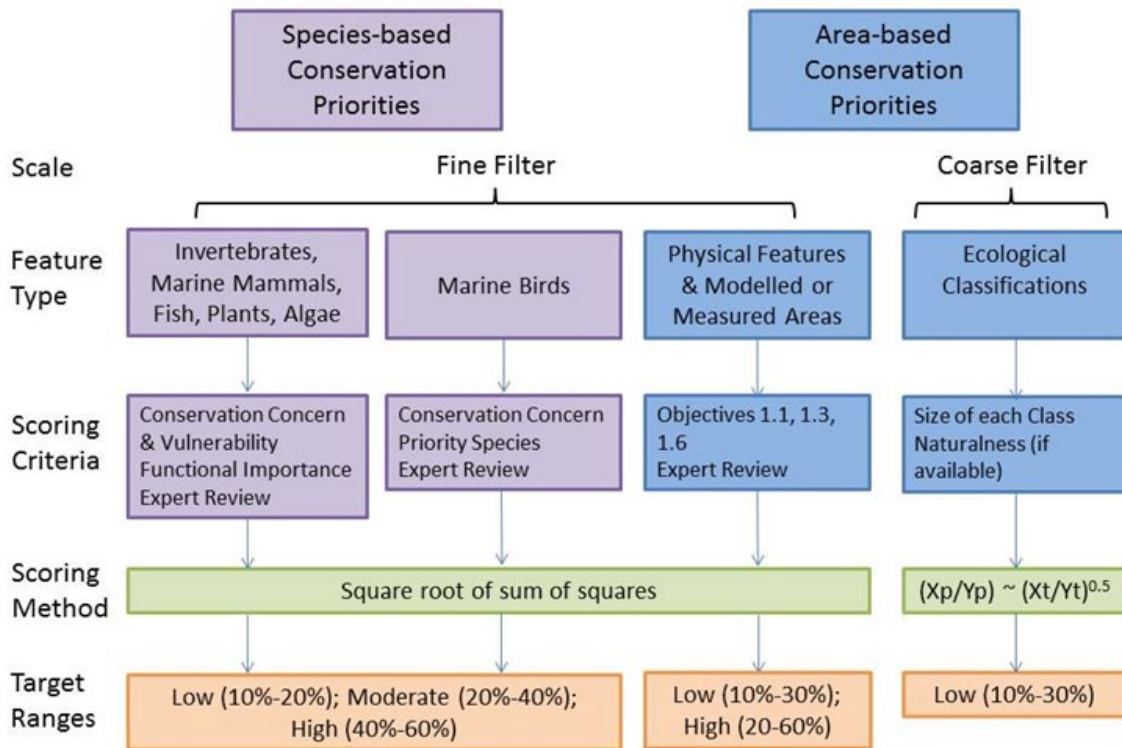 Species-based
Conservation
Priorities
Area-based
Conservation
Priorities
Scale
Fine Filter
Coarse Filter
Feature
Type
Invertebrates,
Marine Mammals,
Fish, Plants, Algae
Marine Birds
Physical Features
& Modelled or
Measured Areas
Ecological
Classifications
Scoring
Criteria
Conservation Concern
& Vulnerability
Functional Importance
Expert Review
Conservation Concern
Priority Species
Expert Review
Objectives 1.1, 1.3,
1.6
Expert Review
Size of each Class
Naturalness (if
available)
Scoring
Method
Square root of sum of squares
(Xp/Yp) ~ (Xt/Yt)^0.5
Target
Ranges
Low (10%-20%); Moderate (20%-40%);
High (40%-60%)
Low (10%-30%);
High (20-60%)
Low (10%-30%)